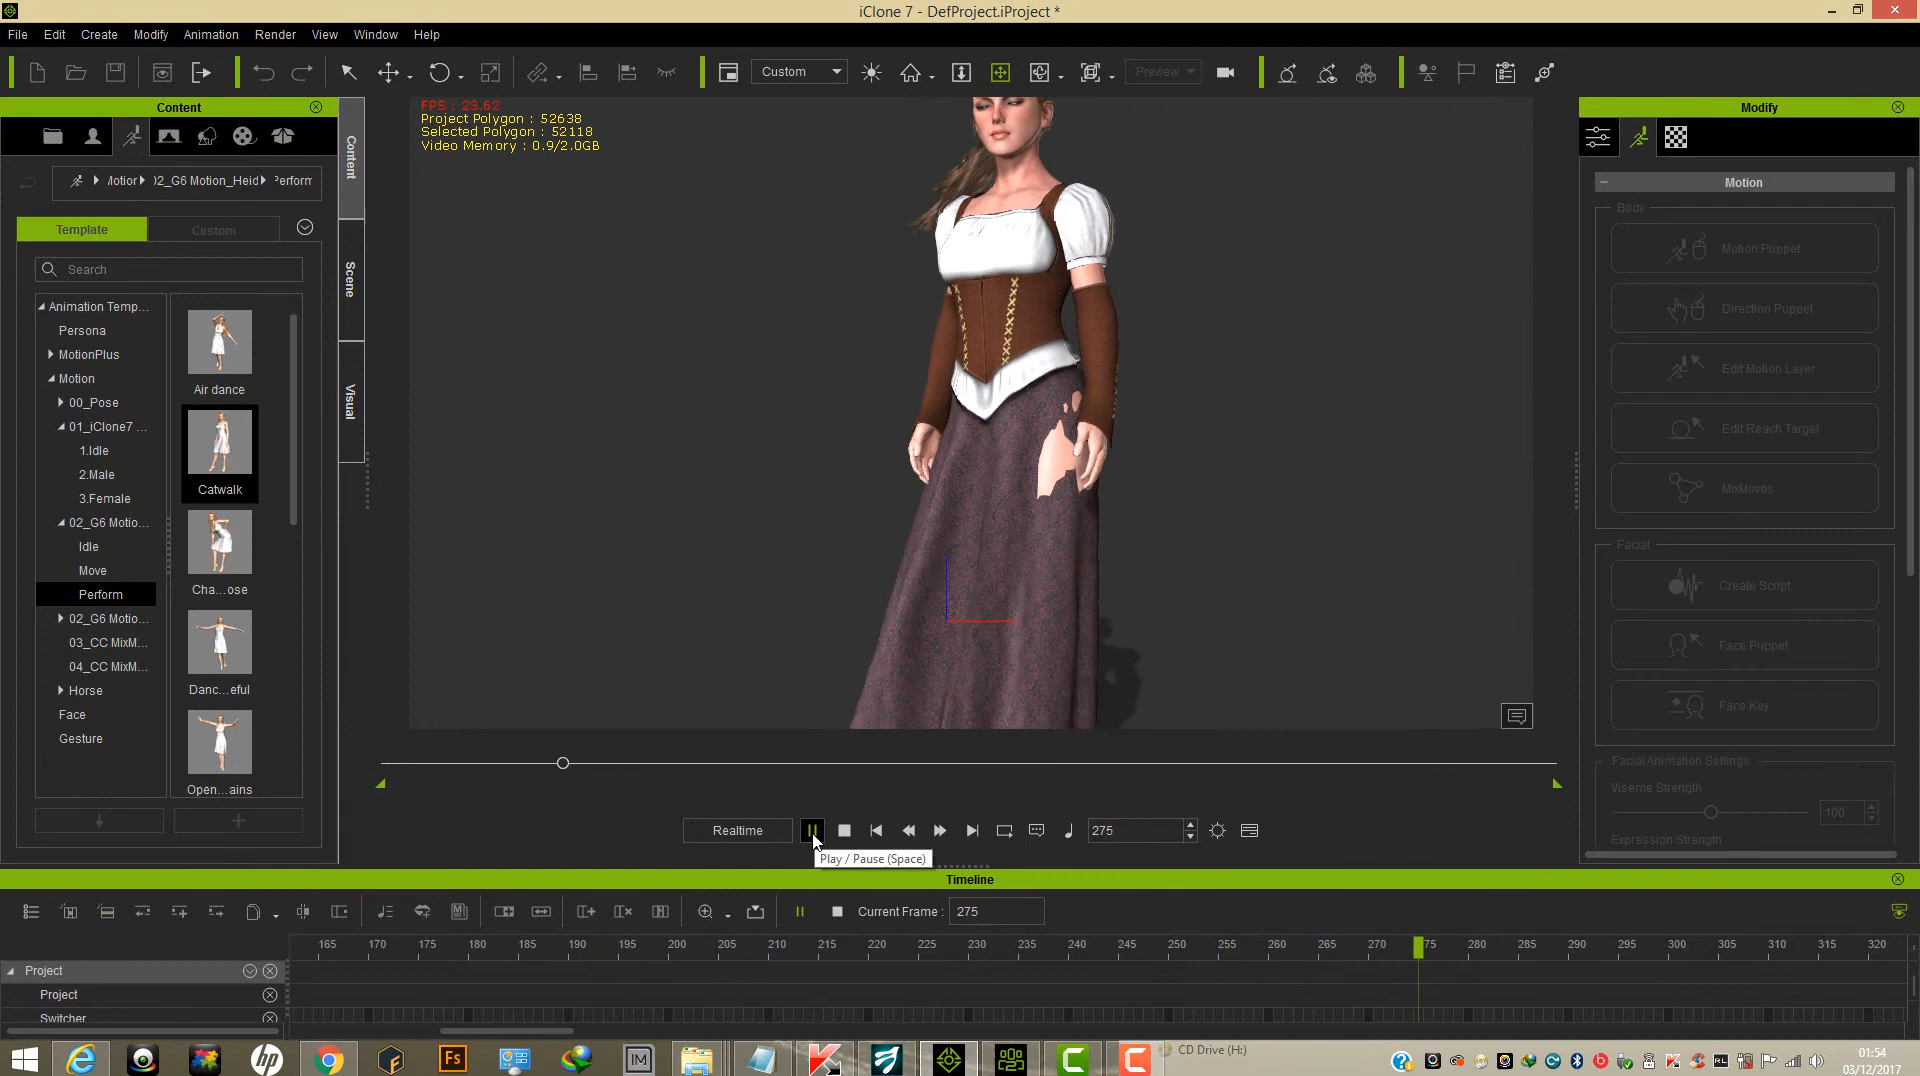 iClone 7 - DefProject.iProject *
File Edit Create Modify Animation Render View Window Help
Custom
Preview
Content
Modify
FPS : 23.62
Project Polygon : 52638
Selected Polygon : 52118
Video Memory : 0.9/2.0GB
Content
Scene
Visual
02_G6 Motion_Heid
Perform
Template
Custom
Search
Animation Temp...
Persona
MotionPlus
Motion
00_Pose
01_iClone7 ...
1.Idle
2.Male
3.Female
02_G6 Motio...
Idle
Move
Perform
02_G6 Motio...
03_CC MixM...
04_CC MixM...
Horse
Face
Gesture
Air dance
Catwalk
Cha...ose
Danc...eful
Open...ains
Motion
Body
Motion Puppet
Direction Puppet
Edit Motion Layer
Edit Reach Target
MixMoves
Facial
Create Script
Face Puppet
Face Key
Facial Animation Settings
Viseme Strength
100
Expression Strength
Realtime
275
Play / Pause (Space)
Timeline
Current Frame : 275
165 170 175 180 185 190 195 200 205 210 215 220 225 230 235 240 245 250 255 260 265 270 75 280 285 290 295 300 305 310 315 320
Project
Project
Switcher
hp
Fs
IM
CD Drive (H:)
RL
01:54
03/12/2017